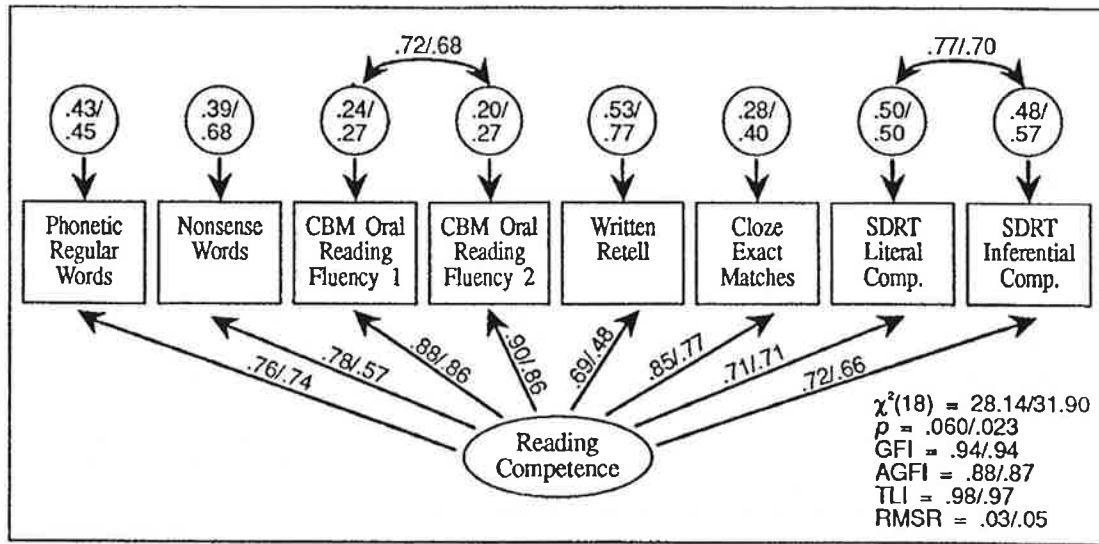 .72/.68
.77/.70
.43/
.45
.39/
.68
.24/
.27
.20/
.27
.53/
.77
.28/
.40
.50/
.50
.48/
.57
Phonetic
Regular
Words
Nonsense
Words
CBM Oral
Reading
Fluency 1
CBM Oral
Reading
Fluency 2
Written
Retell
Cloze
Exact
Matches
SDRT
Literal
Comp.
SDRT
Inferential
Comp.
.76/.74
.78/.57
.88/.86
.90/.86
.69/.48
.85/.77
.71/.71
.72/.66
Reading
Competence
χ²(18) = 28.14/31.90
p = .060/.023
GFI = .94/.94
AGFI = .88/.87
TLI = .98/.97
RMSR = .03/.05